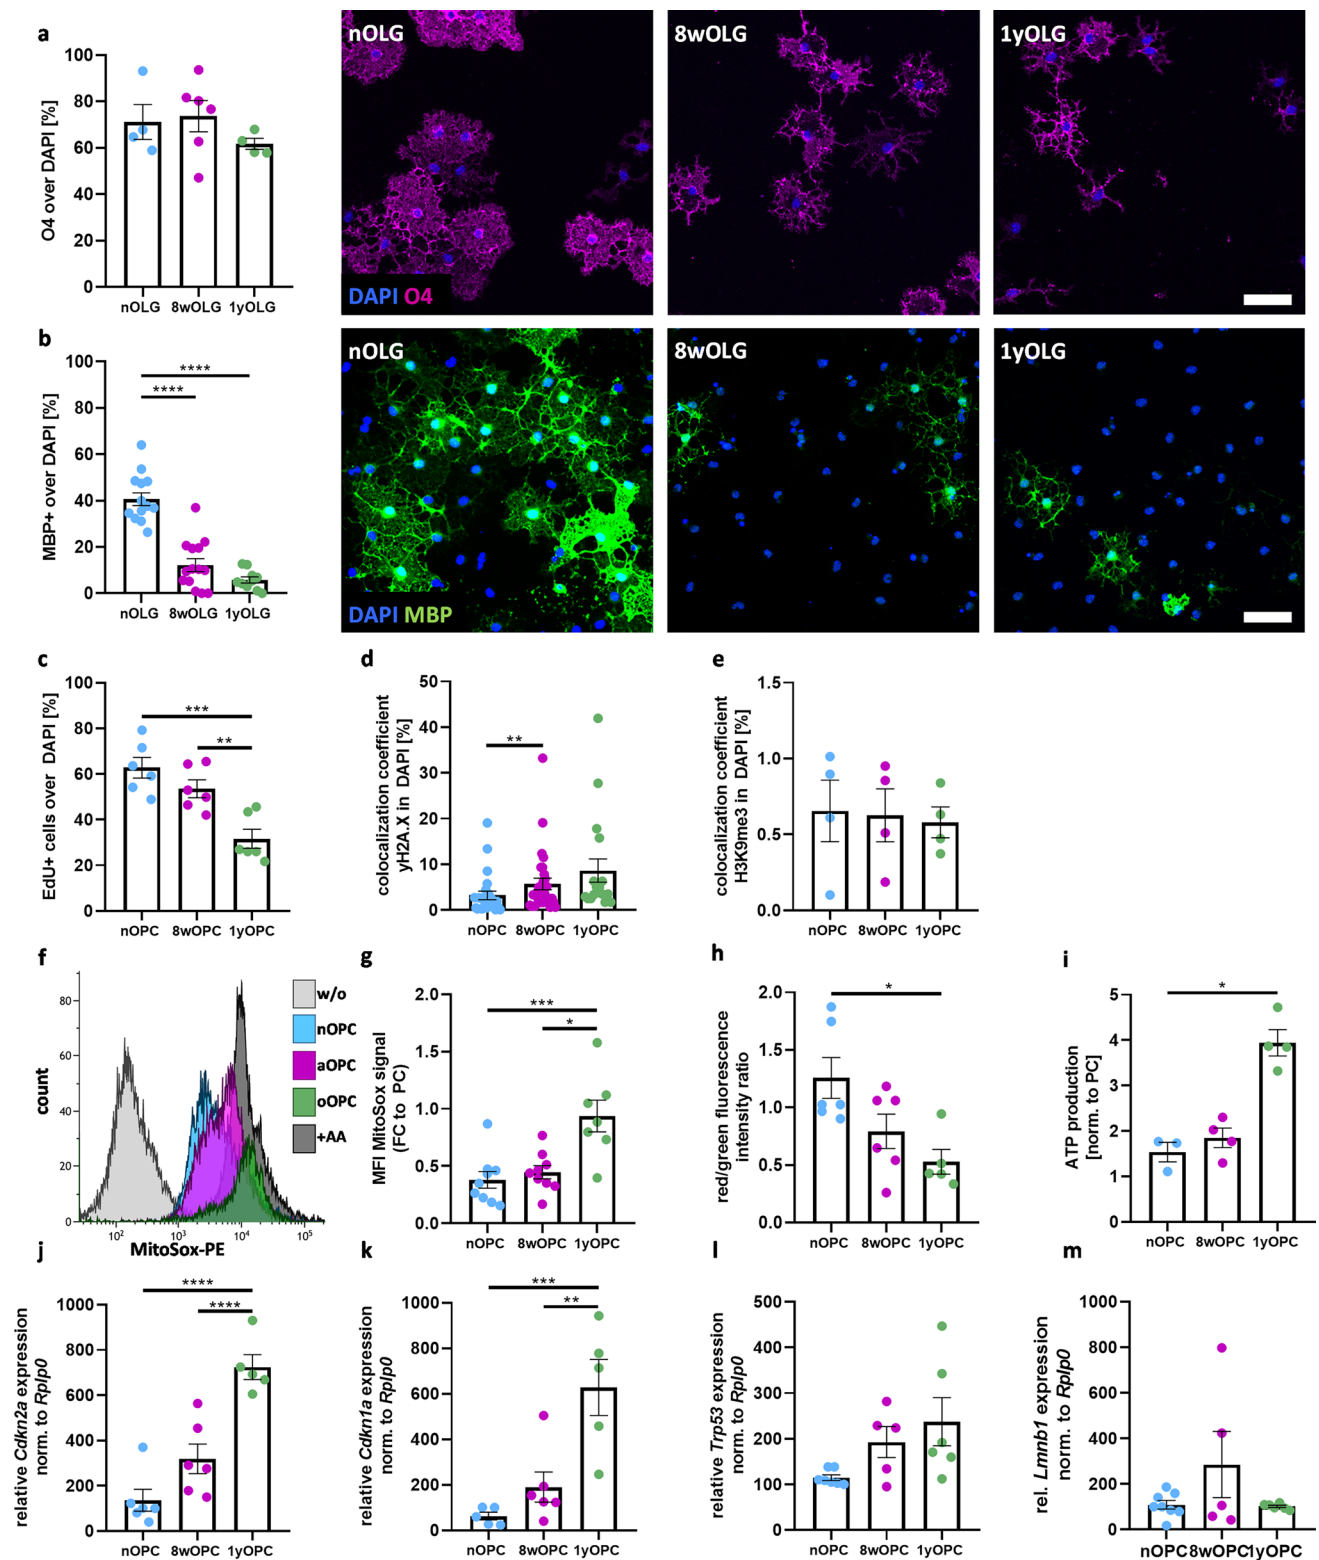 a
O4 over DAPI [%]
100
80
60
40
20
0
nOLG 8wOLG 1yOLG
nOLG
DAPI O4
8wOLG
1yOLG
b
MBP+ over DAPI [%]
100
80
60
40
20
0
****
****
nOLG 8wOLG 1yOLG
nOLG
DAPI MBP
8wOLG
1yOLG
c
EdU+ cells over DAPI [%]
100
80
60
40
20
0
***
**
nOPC 8wOPC 1yOPC
d
colocalization coefficient
yH2A.X in DAPI [%]
50
40
30
20
10
0
**
nOPC 8wOPC 1yOPC
e
colocalization coefficient
H3K9me3 in DAPI [%]
1.5
1.0
0.5
0.0
nOPC 8wOPC 1yOPC
f
count
80
60
40
20
0
10² 10³ 10⁴ 10⁵
MitoSox-PE
w/o
nOPC
aOPC
oOPC
+AA
g
MFI MitoSox signal
(FC to PC)
2.0
1.5
1.0
0.5
0.0
***
*
nOPC 8wOPC 1yOPC
h
red/green fluorescence
intensity ratio
2.0
1.5
1.0
0.5
0.0
*
nOPC 8wOPC 1yOPC
i
ATP production
[norm. to PC]
5
4
3
2
1
0
*
nOPC 8wOPC 1yOPC
j
relative Cdkn2a expression
norm. to Rplp0
1000
800
600
400
200
0
****
****
nOPC 8wOPC 1yOPC
k
relative Cdkn1a expression
norm. to Rplp0
1000
800
600
400
200
0
***
**
nOPC 8wOPC 1yOPC
l
relative Trp53 expression
norm. to Rplp0
500
400
300
200
100
0
nOPC 8wOPC 1yOPC
m
rel. Lmnb1 expression
norm. to Rplp0
1000
800
600
400
200
0
nOPC8wOPC1yOPC